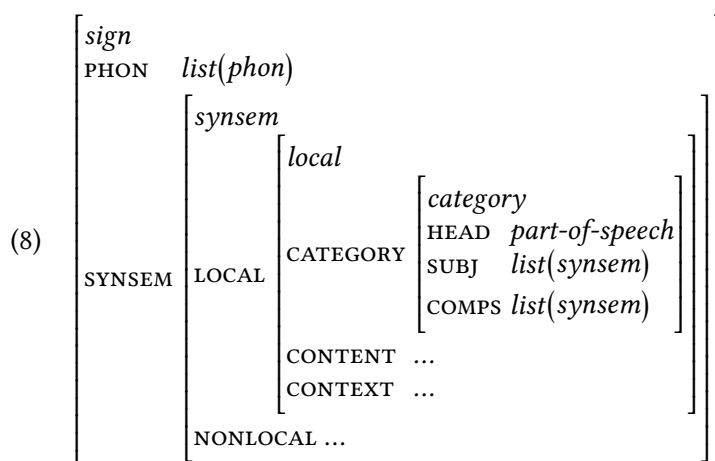 sign
PHON list(phon)
synsem
local
category
HEAD part-of-speech
CATEGORY SUBJ list(synsem)
(8) SYNSEM LOCAL COMPS list(synsem)
CONTENT ...
CONTEXT ...
NONLOCAL ...